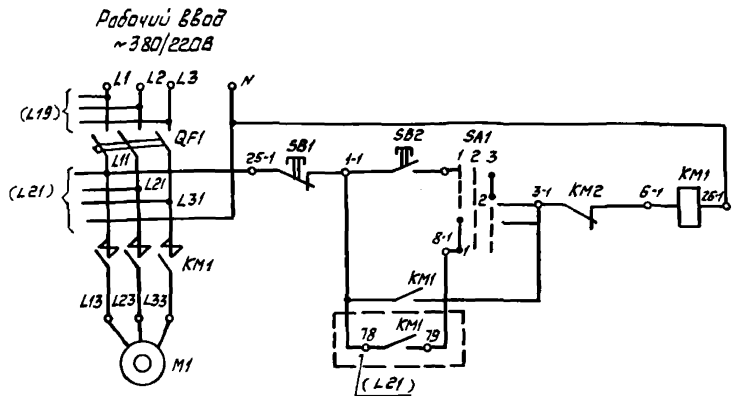 Рабочий ввод
~380/220В
L1 L2 L3 N
(L19)
QF1
L11
L21
L31
(L21)
25-1 SB1 1-1 SB2 SA1
1 2 3
2
3-1 KM2 6-1 KM1 26-1
8-1 1
KM1
KM1
L13 L23 L33
78 KM1 79
M1
(L21)